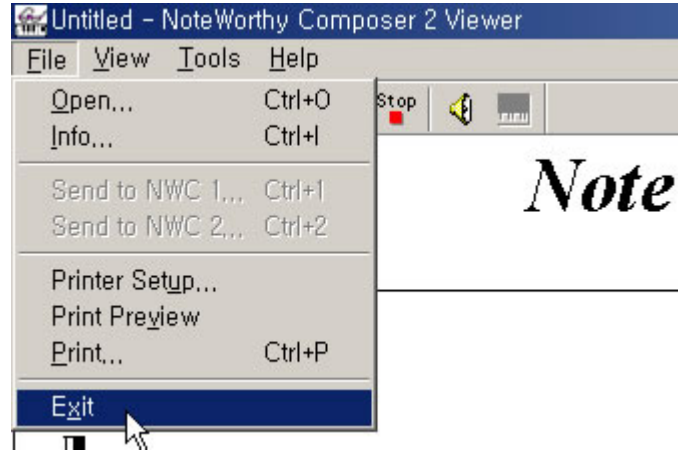 Untitled - NoteWorthy Composer 2 Viewer
File View Tools Help
Open... Ctrl+O
Stop
Info... Ctrl+I
Send to NWC 1... Ctrl+1
Note
Send to NWC 2... Ctrl+2
Printer Setup...
Print Preview
Print... Ctrl+P
Exit